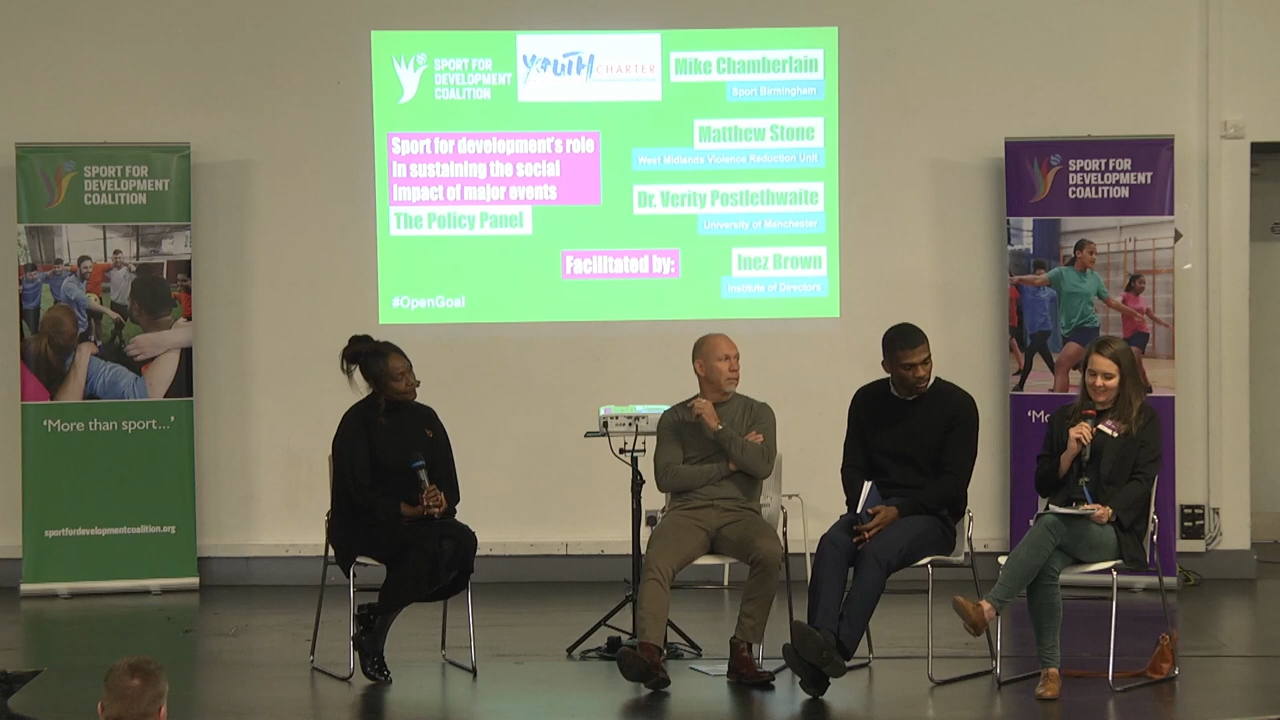 SPORT FOR
DEVELOPMENT
COALITION
YOUTH CHARTER
Mike Chamberlain
Sport Birmingham
Sport for development's role
in sustaining the social
impact of major events
The Policy Panel
Matthew Stone
West Midlands Violence Reduction Unit
Dr. Verity Postlethwaite
University of Manchester
Facilitated by:
Inez Brown
Institute of Directors
#OpenGoal
SPORT FOR
DEVELOPMENT
COALITION
'More than sport...'
sportfordevelopmentcoalition.org
SPORT FOR
DEVELOPMENT
COALITION
'Mo